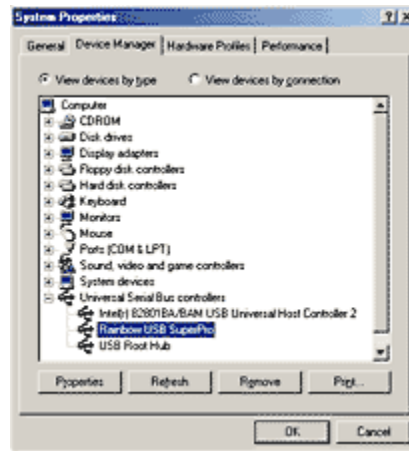 System Properties
General Device Manager Hardware Profiles Performance
View devices by type View devices by connection
Computer
CDROM
Disk drives
Display adapters
Floppy disk controllers
Hard disk controllers
Keyboard
Monitors
Mouse
Ports (COM & LPT)
Sound, video and game controllers
System devices
Universal Serial Bus controllers
Intel(r) 82801BA/BAM USB Universal Host Controller 2
Rainbow USB SuperPro
USB Root Hub
Properties Refresh Remove Print...
OK Cancel